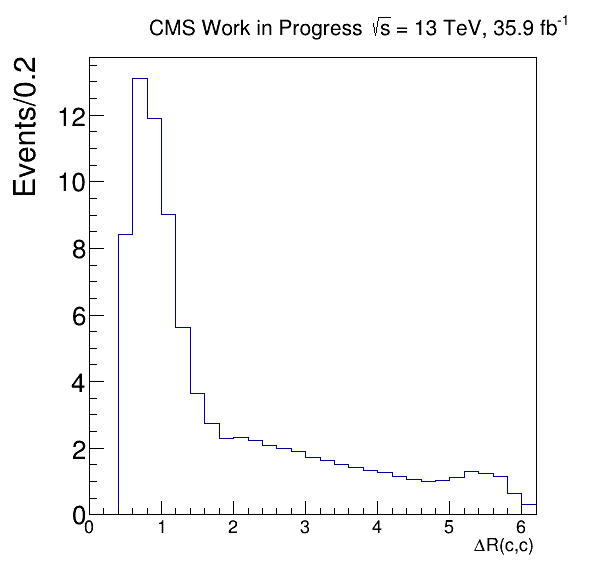 CMS Work in Progress √s = 13 TeV, 35.9 fb⁻¹
Events/0.2
12
10
8
6
4
2
0
0 1 2 3 4 5 6
ΔR(c,c)